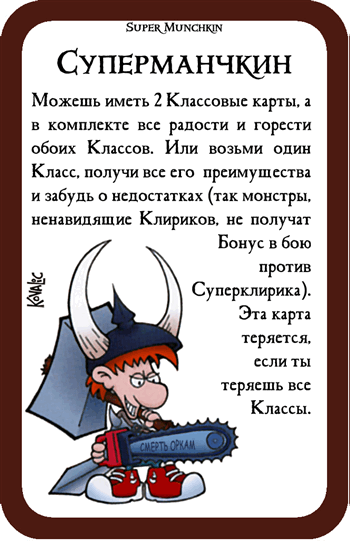 Super Munchkin
Суперманчкин
Можешь иметь 2 Классовые карты, а
в комплекте все радости и горести
обоих Классов. Или возьми один
Класс, получи все его преимущества
и забудь о недостатках (так монстры,
ненавидящие Клириков, не получат
Бонус в бою
против
Суперклирика).
Эта карта
теряется,
если ты
теряешь все
Классы.
Kovalic
СМЕРТЬ ОРКАМ